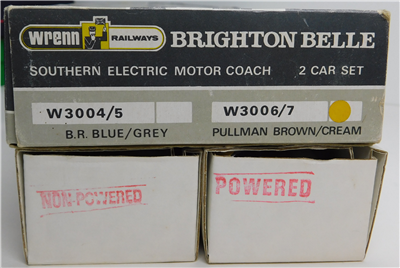 wrenn RAILWAYS BRIGHTON BELLE
SOUTHERN ELECTRIC MOTOR COACH 2 CAR SET
W3004/5 W3006/7
B.R. BLUE/GREY PULLMAN BROWN/CREAM
NON-POWERED POWERED